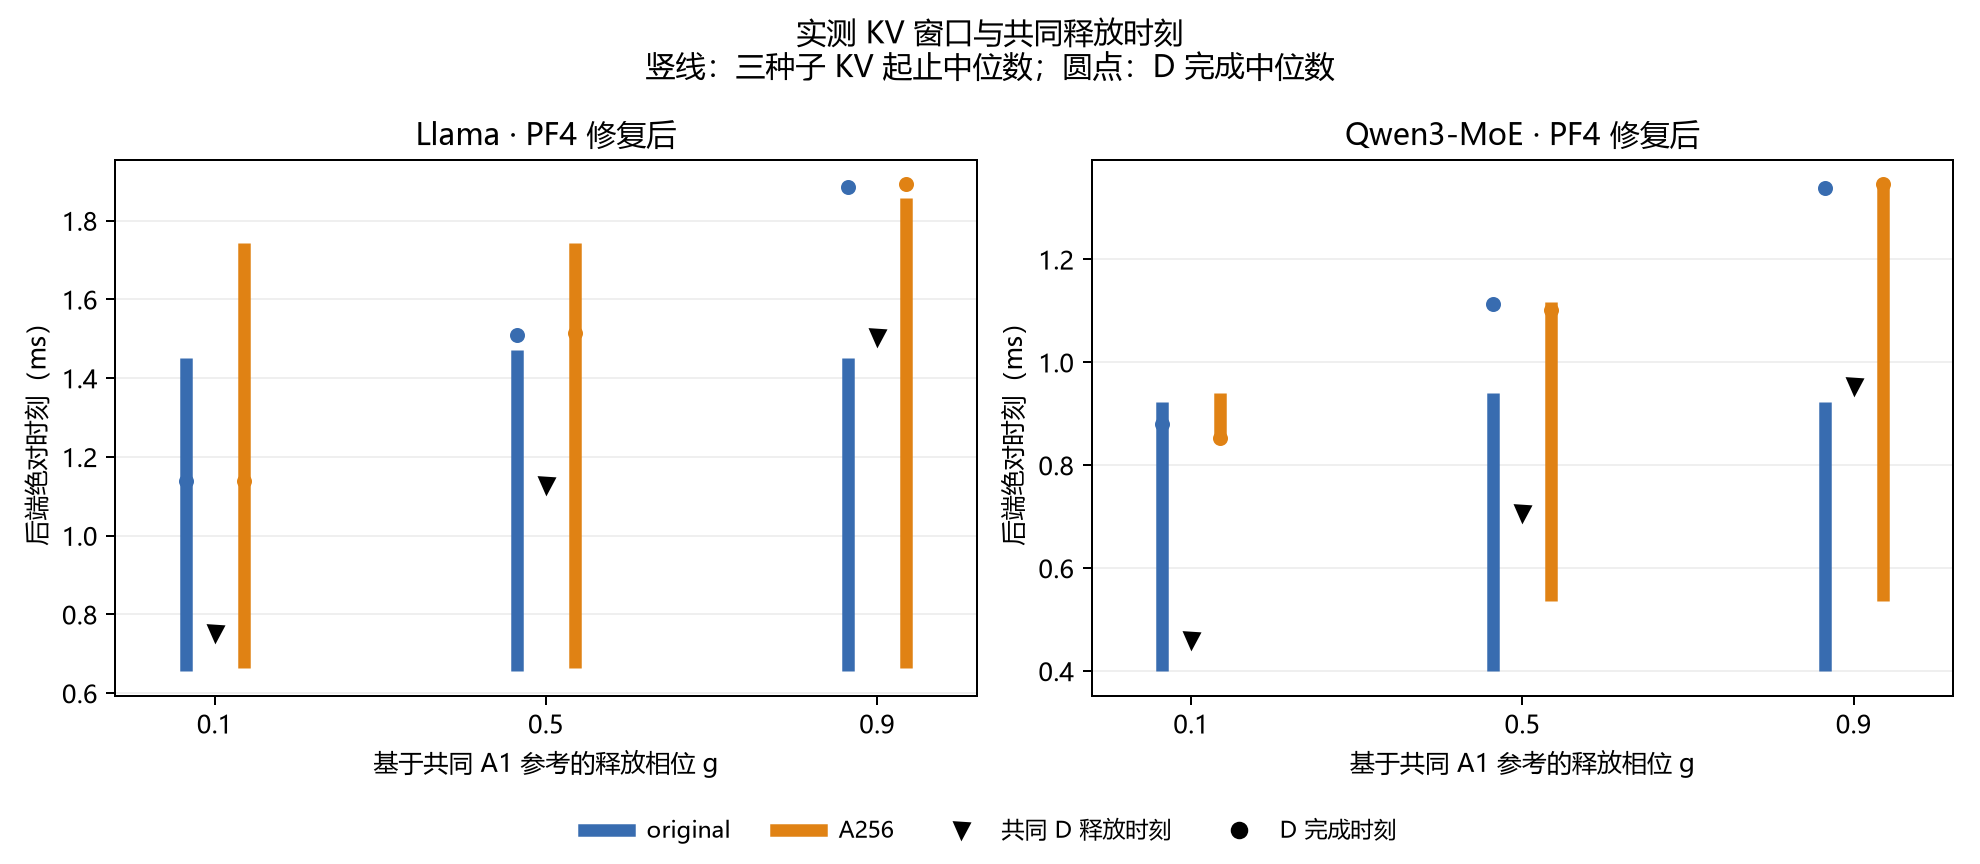 实测 KV 窗口与共同释放时刻
竖线：三种子 KV 起止中位数；圆点：D 完成中位数
Llama · PF4 修复后
后端绝对时刻（ms）
1.8
1.6
1.4
1.2
1.0
0.8
0.6
0.1
0.5
0.9
基于共同 A1 参考的释放相位 g
Qwen3-MoE · PF4 修复后
后端绝对时刻（ms）
1.2
1.0
0.8
0.6
0.4
0.1
0.5
0.9
基于共同 A1 参考的释放相位 g
original
A256
共同 D 释放时刻
D 完成时刻